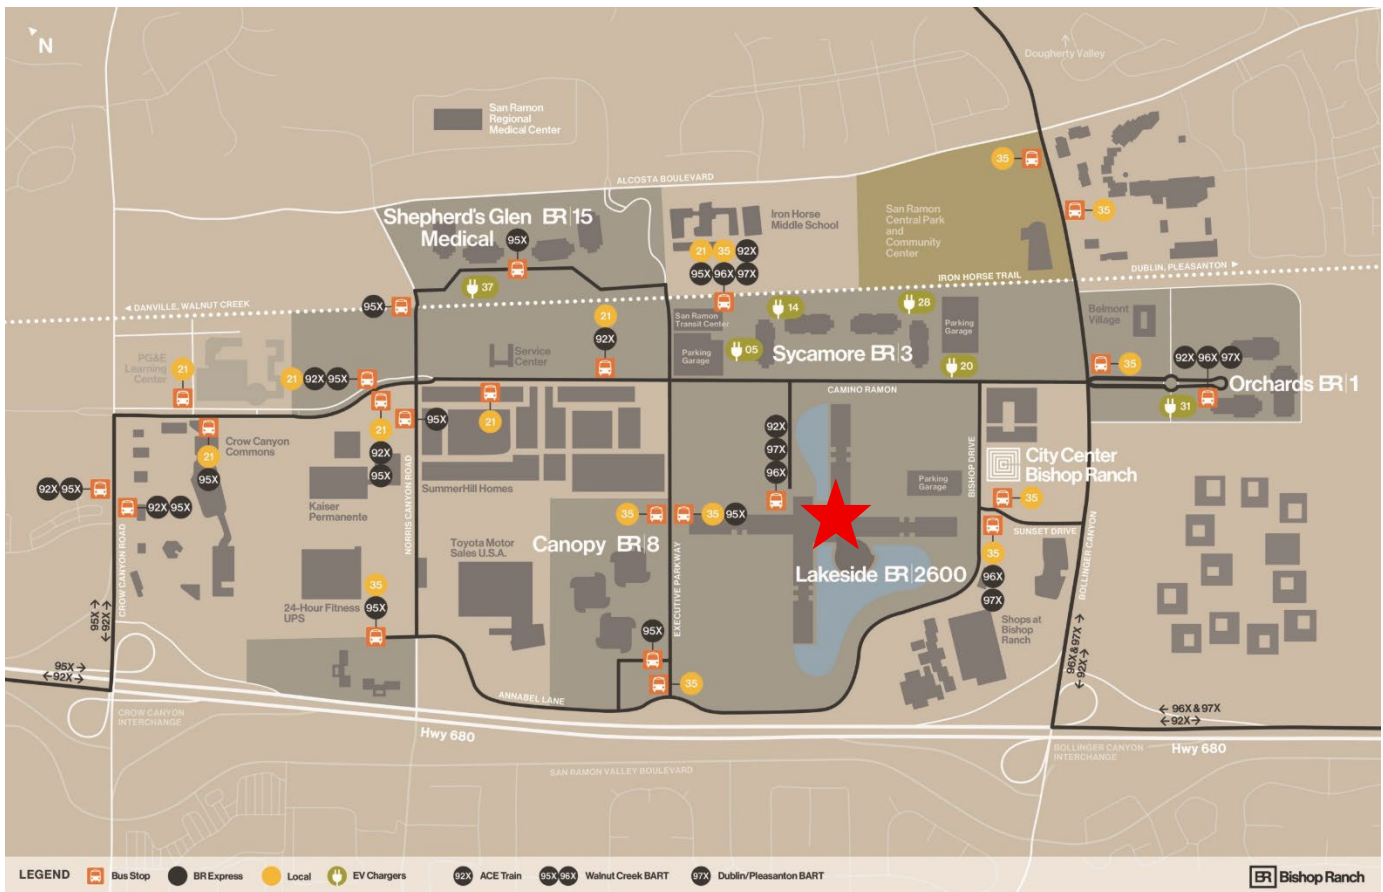 N
Dougherty Valley
San Ramon
Regional
Medical Center
ALCOSTA BOULEVARD
35
Shepherd's Glen BR|15
Medical
95X
Iron Horse
Middle School
San Ramon
Central Park
and
Community
Center
35
21 35 92X
95X 96X 97X
IRON HORSE TRAIL
DUBLIN, PLEASANTON
37
DANVILLE, WALNUT CREEK
95X
14
28
21
92X
San Ramon
Transit Center
Parking
Garage
05
Sycamore BR|3
Parking
Garage
20
Belmont
Village
35
92X 96X 97X
Orchards BR|1
31
PG&E
Learning
Center
21
21 92X 95X
Service
Center
CAMINO RAMON
21
92X
95X
95X
21
Crow Canyon
Commons
21
95X
92X
97X
96X
City Center
Bishop Ranch
35
Parking
Garage
BISHOP DRIVE
SUNSET DRIVE
BOLLINGER CANYON
92X 95X
92X 95X
Kaiser
Permanente
SummerHill Homes
NORRIS CANYON ROAD
CROW CANYON ROAD
35
35 95X
Canopy BR|8
EXECUTIVE PARKWAY
Toyota Motor
Sales U.S.A.
Lakeside BR|2600
35
96X
97X
24-Hour Fitness
UPS
35
95X
Shops at
Bishop
Ranch
95X
35
ANNABEL LANE
95X
92X
95X
92X
96X & 97X
92X
96X & 97X
92X
CROW CANYON
INTERCHANGE
Hwy 680
BOLLINGER CANYON
INTERCHANGE
Hwy 680
SAN RAMON VALLEY BOULEVARD
LEGEND Bus Stop BR Express Local EV Chargers 92X ACE Train 95X 96X Walnut Creek BART 97X Dublin/Pleasanton BART BR Bishop Ranch